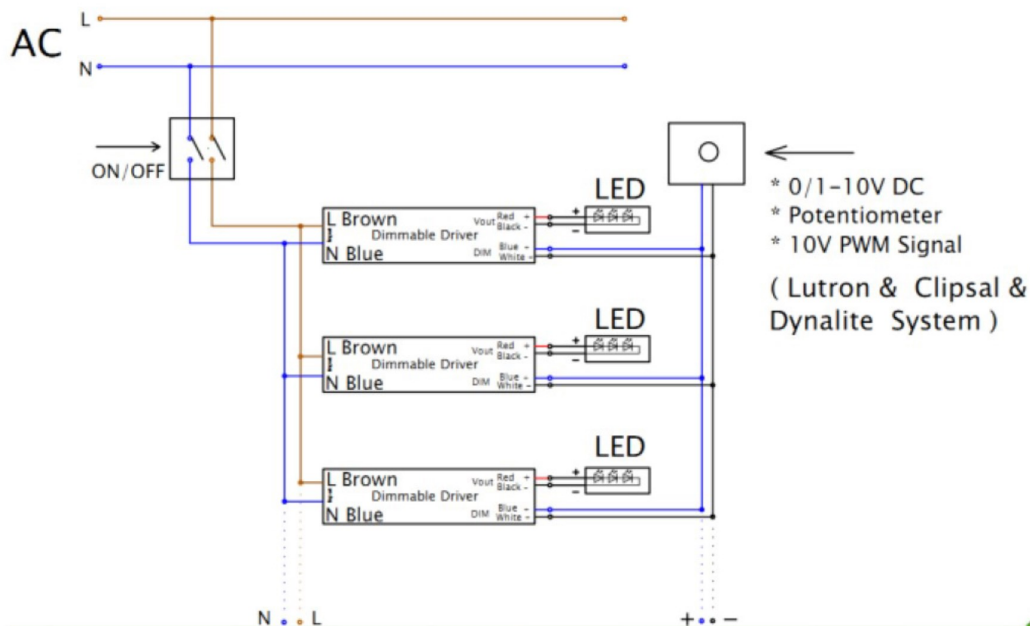 L
AC
N
ON/OFF
* 0/1-10V DC
* Potentiometer
* 10V PWM Signal
( Lutron & Clipsal &
Dynalite System )
LED
L Brown
Dimmable Driver
N Blue
Vout Red +
Black -
DIM Blue +
White -
+
-
LED
L Brown
Dimmable Driver
N Blue
Vout Red +
Black -
DIM Blue +
White -
+
-
LED
L Brown
Dimmable Driver
N Blue
Vout Red +
Black -
DIM Blue +
White -
+
-
N L
+ -